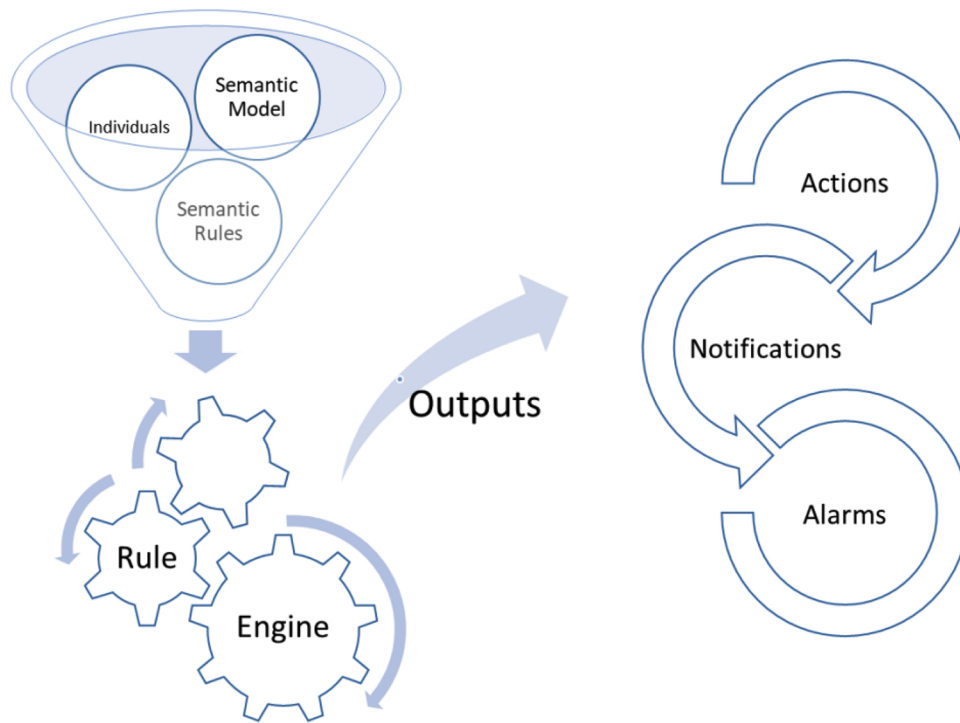 Semantic
Model
Individuals
Semantic
Rules
Actions
Notifications
Outputs
Alarms
Rule
Engine